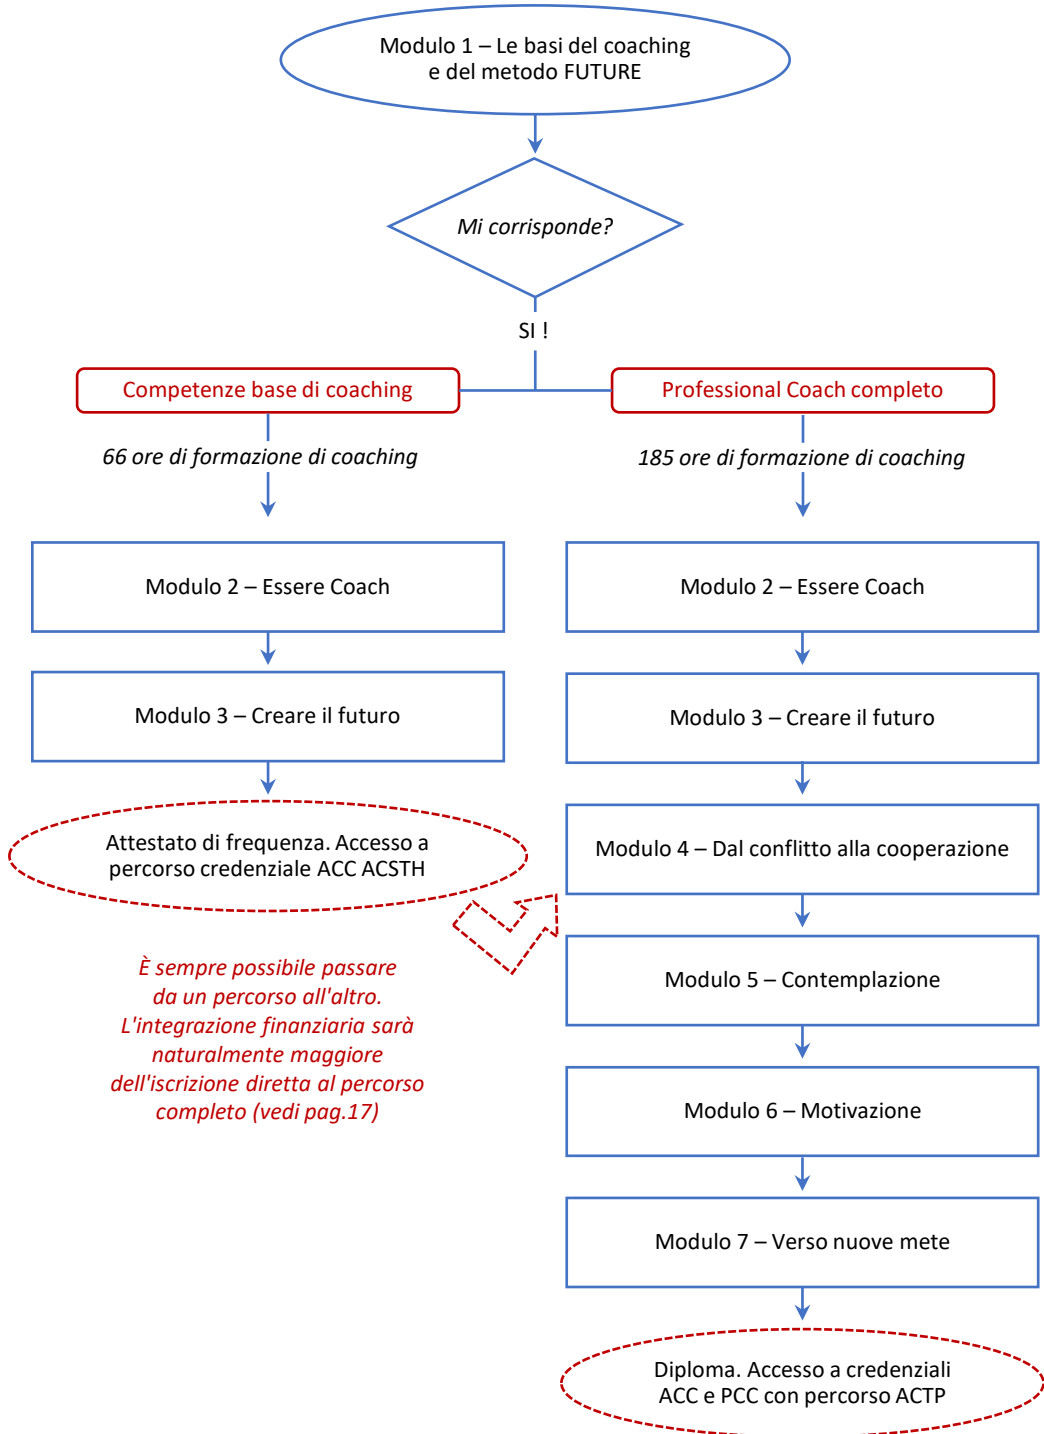 Modulo 1 – Le basi del coaching
e del metodo FUTURE
Mi corrisponde?
SI !
Competenze base di coaching
Professional Coach completo
66 ore di formazione di coaching
185 ore di formazione di coaching
Modulo 2 – Essere Coach
Modulo 2 – Essere Coach
Modulo 3 – Creare il futuro
Modulo 3 – Creare il futuro
Attestato di frequenza. Accesso a
percorso credenziale ACC ACSTH
Modulo 4 – Dal conflitto alla cooperazione
È sempre possibile passare
da un percorso all'altro.
L'integrazione finanziaria sarà
naturalmente maggiore
dell'iscrizione diretta al percorso
completo (vedi pag.17)
Modulo 5 – Contemplazione
Modulo 6 – Motivazione
Modulo 7 – Verso nuove mete
Diploma. Accesso a credenziali
ACC e PCC con percorso ACTP